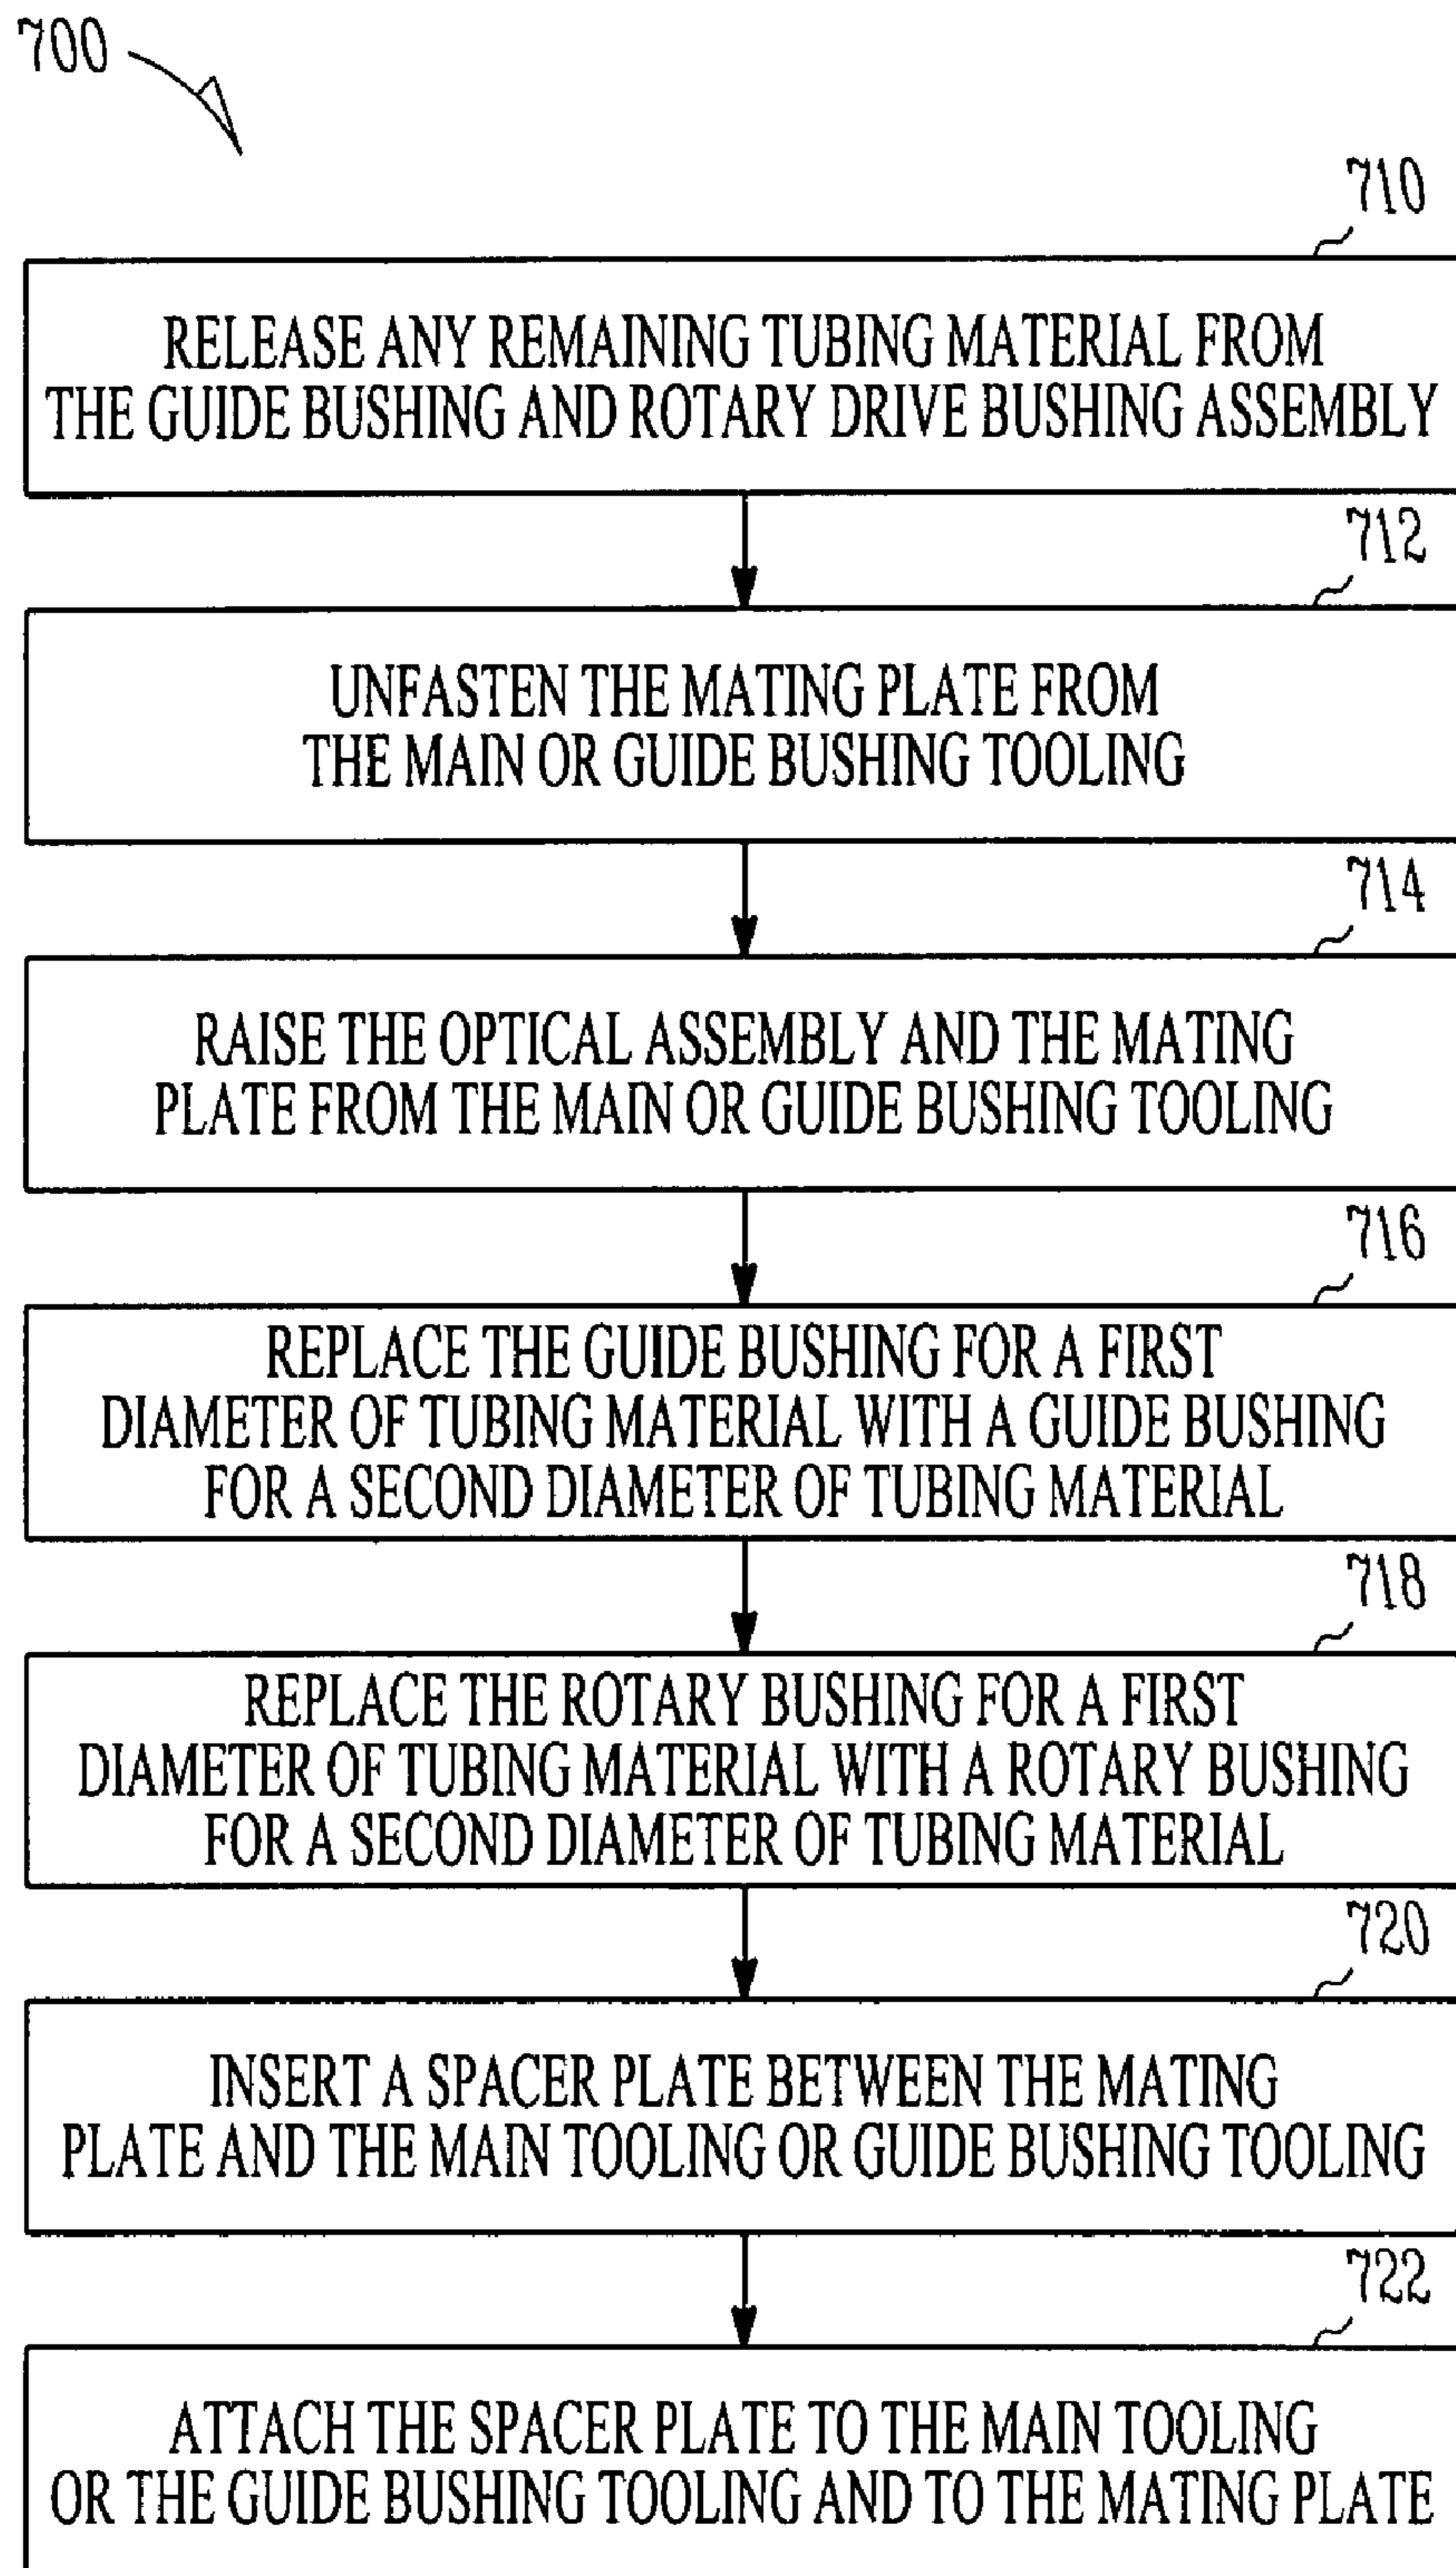 700
710
RELEASE ANY REMAINING TUBING MATERIAL FROM
THE GUIDE BUSHING AND ROTARY DRIVE BUSHING ASSEMBLY
712
UNFASTEN THE MATING PLATE FROM
THE MAIN OR GUIDE BUSHING TOOLING
714
RAISE THE OPTICAL ASSEMBLY AND THE MATING
PLATE FROM THE MAIN OR GUIDE BUSHING TOOLING
716
REPLACE THE GUIDE BUSHING FOR A FIRST
DIAMETER OF TUBING MATERIAL WITH A GUIDE BUSHING
FOR A SECOND DIAMETER OF TUBING MATERIAL
718
REPLACE THE ROTARY BUSHING FOR A FIRST
DIAMETER OF TUBING MATERIAL WITH A ROTARY BUSHING
FOR A SECOND DIAMETER OF TUBING MATERIAL
720
INSERT A SPACER PLATE BETWEEN THE MATING
PLATE AND THE MAIN TOOLING OR GUIDE BUSHING TOOLING
722
ATTACH THE SPACER PLATE TO THE MAIN TOOLING
OR THE GUIDE BUSHING TOOLING AND TO THE MATING PLATE